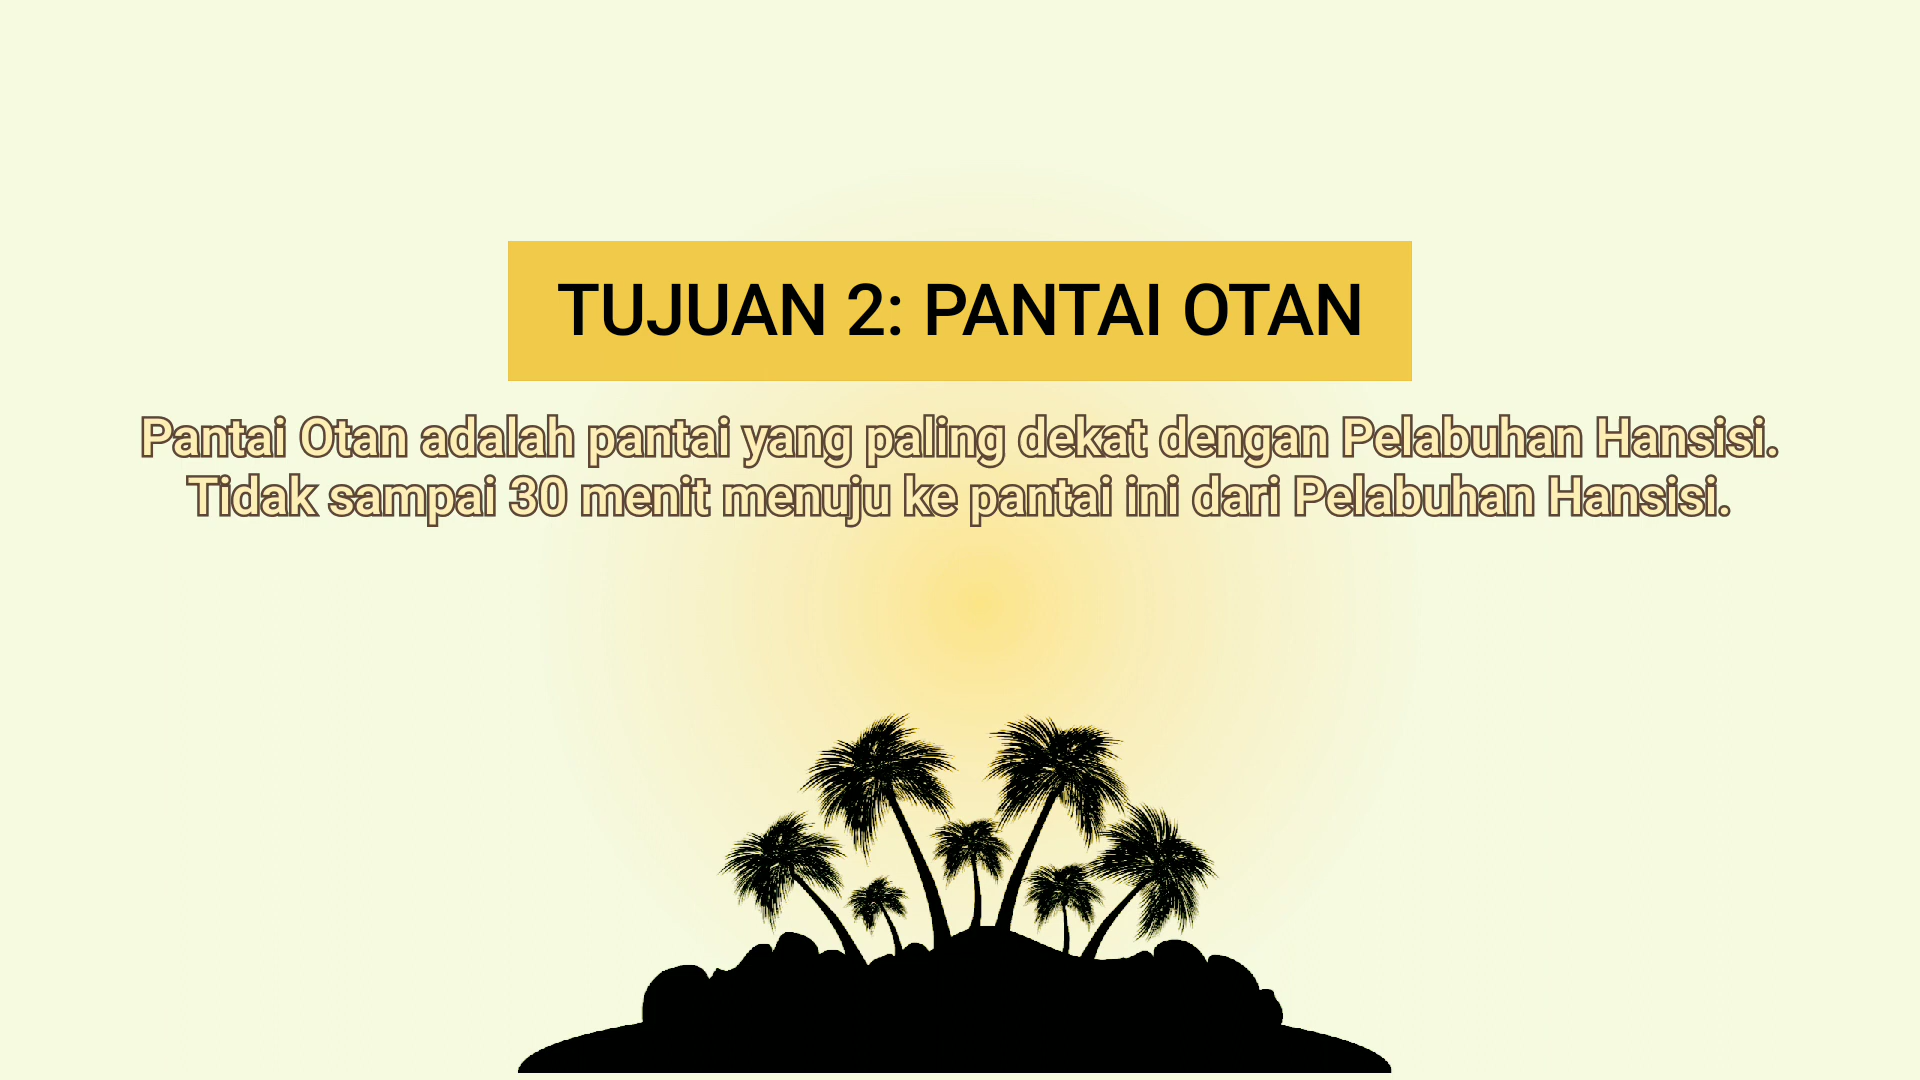 TUJUAN 2: PANTAI OTAN
Pantai Otan adalah pantai yang paling dekat dengan Pelabuhan Hansisi.
Tidak sampai 30 menit menuju ke pantai ini dari Pelabuhan Hansisi.